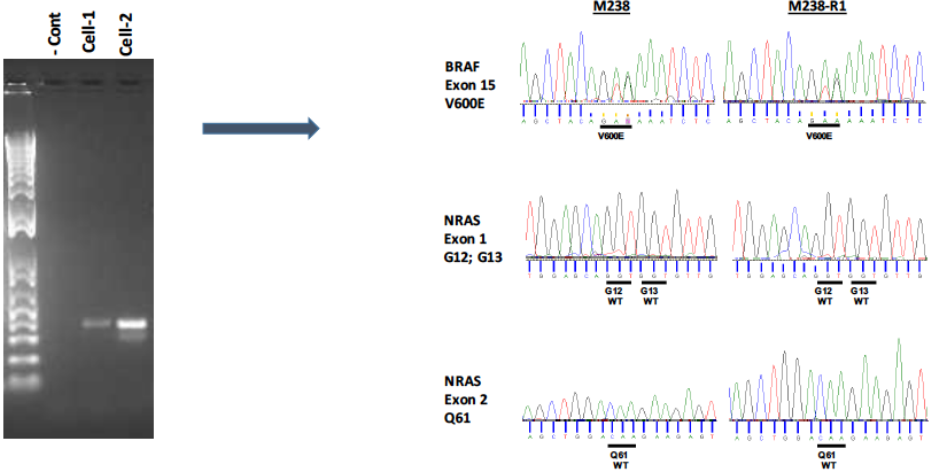 - Cont
Cell-1
Cell-2
M238
M238-R1
BRAF
Exon 15
V600E
A G C T A C A G A G A A A T C T C
A G C T A C A G A A A A A T C T C
V600E
V600E
NRAS
Exon 1
G12; G13
T G G A G C A G G T G G T G T T G
T G G A G C A G G T G G T G T T G
G12
WT
G13
WT
G12
WT
G13
WT
NRAS
Exon 2
Q61
A G C T G G A C A A G A A G A G T
A G C T G G A C A A G A A G A G T
Q61
WT
Q61
WT